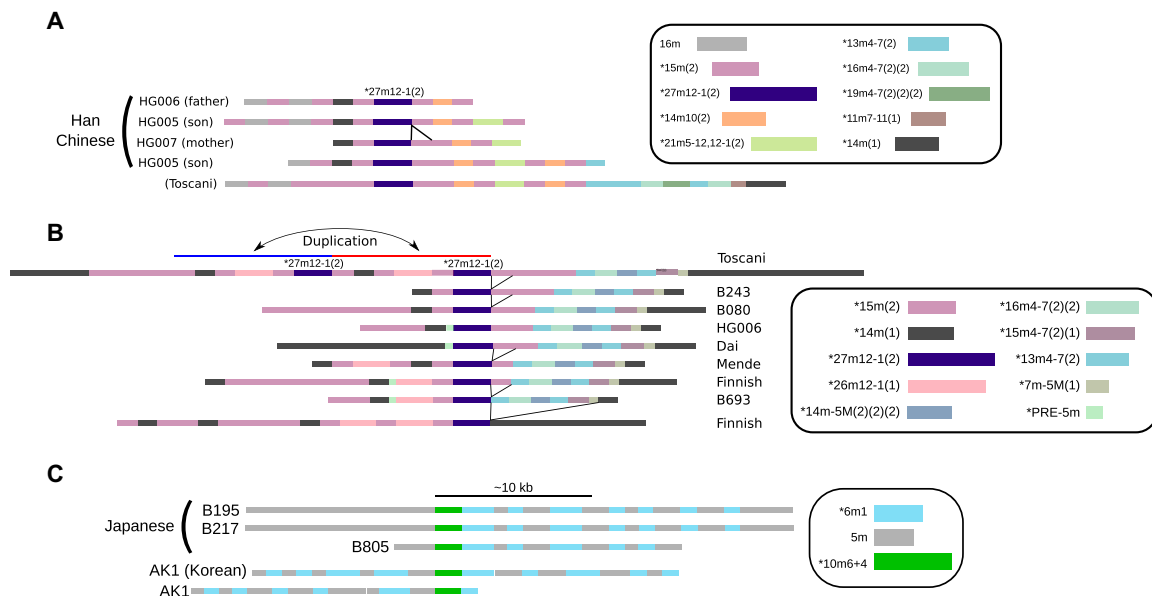 A
*27m12-1(2)
Han
Chinese
HG006 (father)
HG005 (son)
HG007 (mother)
HG005 (son)
(Toscani)
16m
*15m(2)
*27m12-1(2)
*14m10(2)
*21m5-12,12-1(2)
*13m4-7(2)
*16m4-7(2)(2)
*19m4-7(2)(2)(2)
*11m7-11(1)
*14m(1)
B
Duplication
*27m12-1(2)
*27m12-1(2)
Toscani
B243
B080
HG006
Dai
Mende
Finnish
B693
Finnish
*15m(2)
*14m(1)
*27m12-1(2)
*26m12-1(1)
*14m-5M(2)(2)(2)
*16m4-7(2)(2)
*15m4-7(2)(1)
*13m4-7(2)
*7m-5M(1)
*PRE-5m
C
~10 kb
Japanese
B195
B217
B805
AK1 (Korean)
AK1
*6m1
5m
*10m6+4